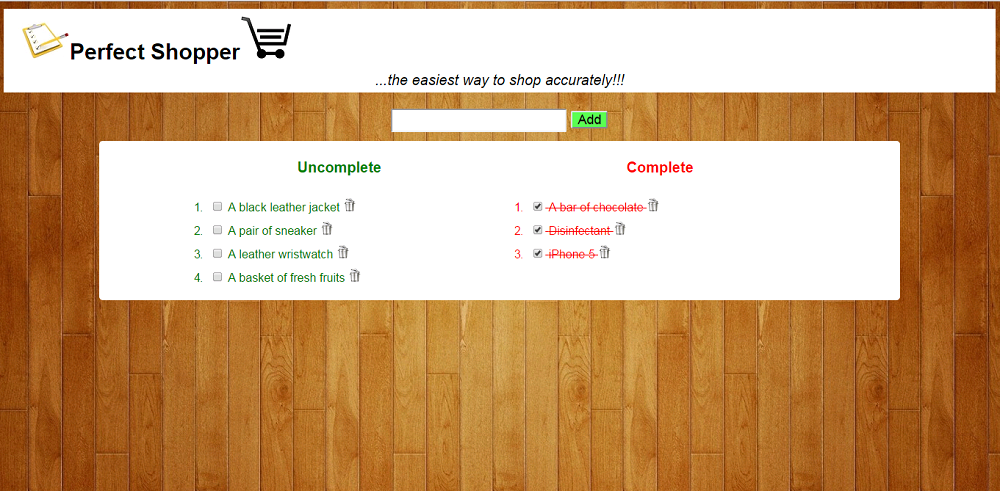 Perfect Shopper
...the easiest way to shop accurately!!!
Add
Uncomplete
1. A black leather jacket
2. A pair of sneaker
3. A leather wristwatch
4. A basket of fresh fruits
Complete
1. A bar of chocolate
2. Disinfectant
3. iPhone 5